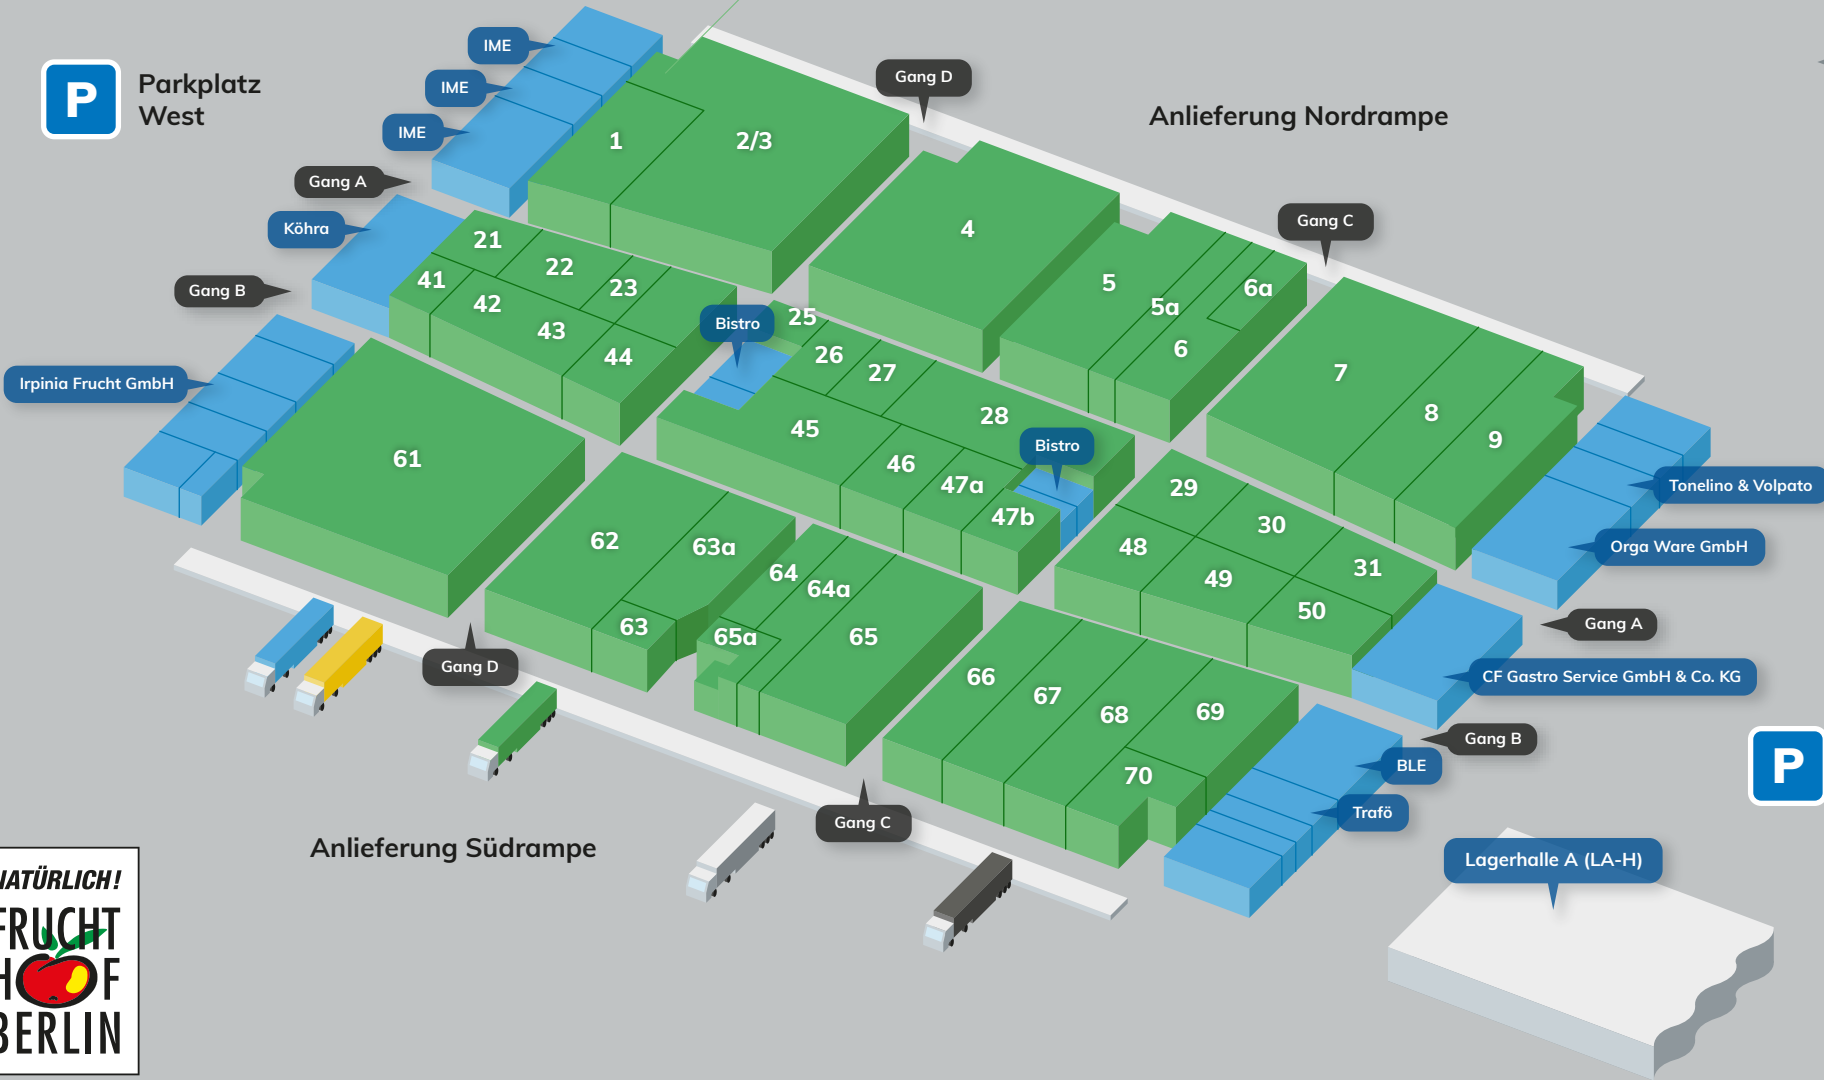 IME
IME
IME
P
Parkplatz
West
Gang D
Anlieferung Nordrampe
1
2/3
Gang A
Köhra
Gang B
Irpinia Frucht GmbH
4
Gang C
21
22
23
41
42
43
44
Bistro
25
26
27
28
5
5a
6a
6
7
8
9
45
46
47a
47b
Bistro
Tonelino & Volpato
Orga Ware GmbH
61
62
63a
63
64
64a
65a
65
29
30
31
48
49
50
Gang A
CF Gastro Service GmbH & Co. KG
Gang B
66
67
68
69
70
BLE
Trafö
P
Gang D
Gang C
Anlieferung Südrampe
Lagerhalle A (LA-H)
NATÜRLICH!
FRUCHT
HOF
BERLIN